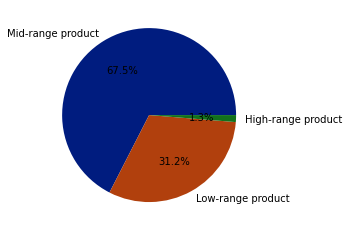 Mid-range product
67.5%
1.3%
High-range product
31.2%
Low-range product